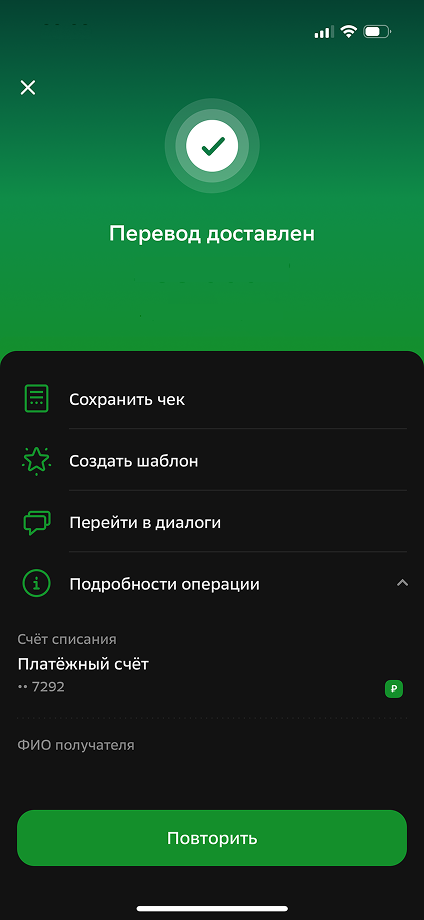 Перевод доставлен
Сохранить чек
Создать шаблон
Перейти в диалоги
Подробности операции
Счёт списания
Платёжный счёт
•• 7292
₽
ФИО получателя
Повторить